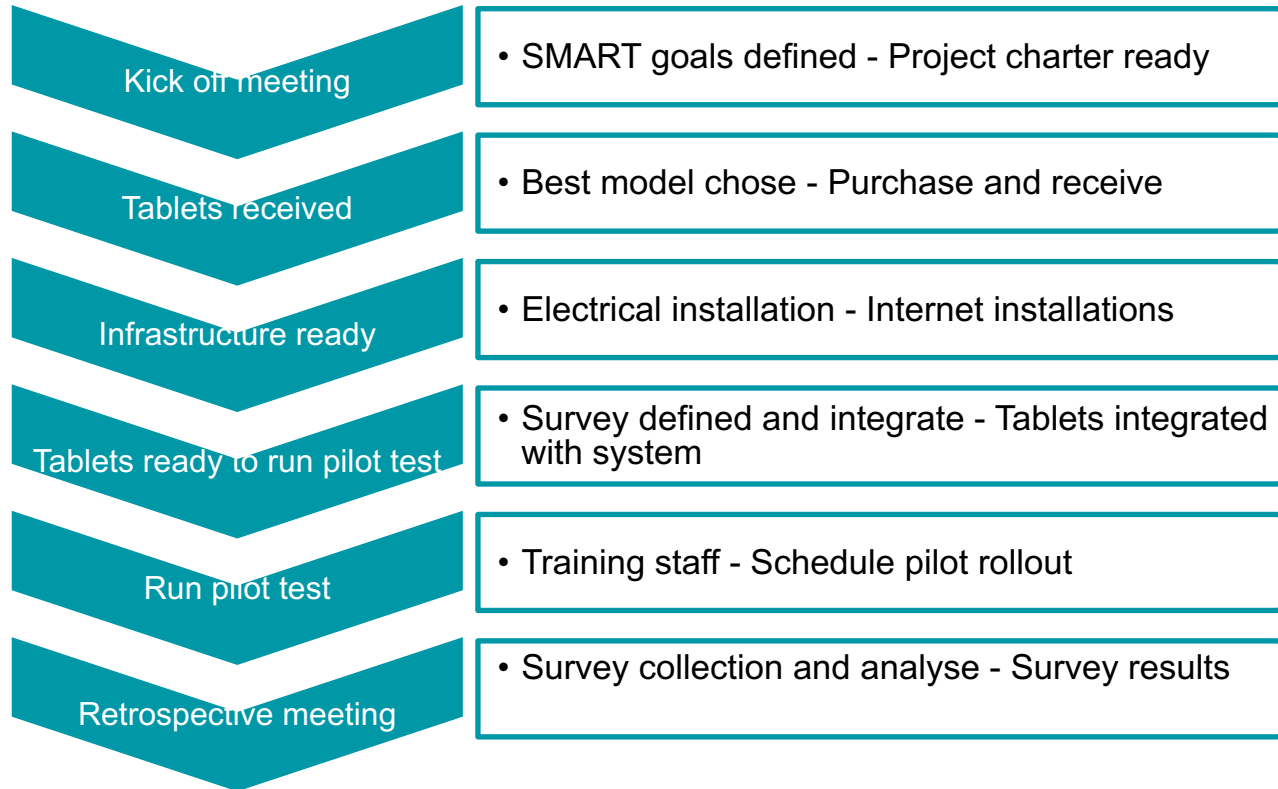 Kick off meeting
• SMART goals defined - Project charter ready
Tablets received
• Best model chose - Purchase and receive
Infrastructure ready
• Electrical installation - Internet installations
Tablets ready to run pilot test
• Survey defined and integrate - Tablets integrated
with system
Run pilot test
• Training staff - Schedule pilot rollout
Retrospective meeting
• Survey collection and analyse - Survey results